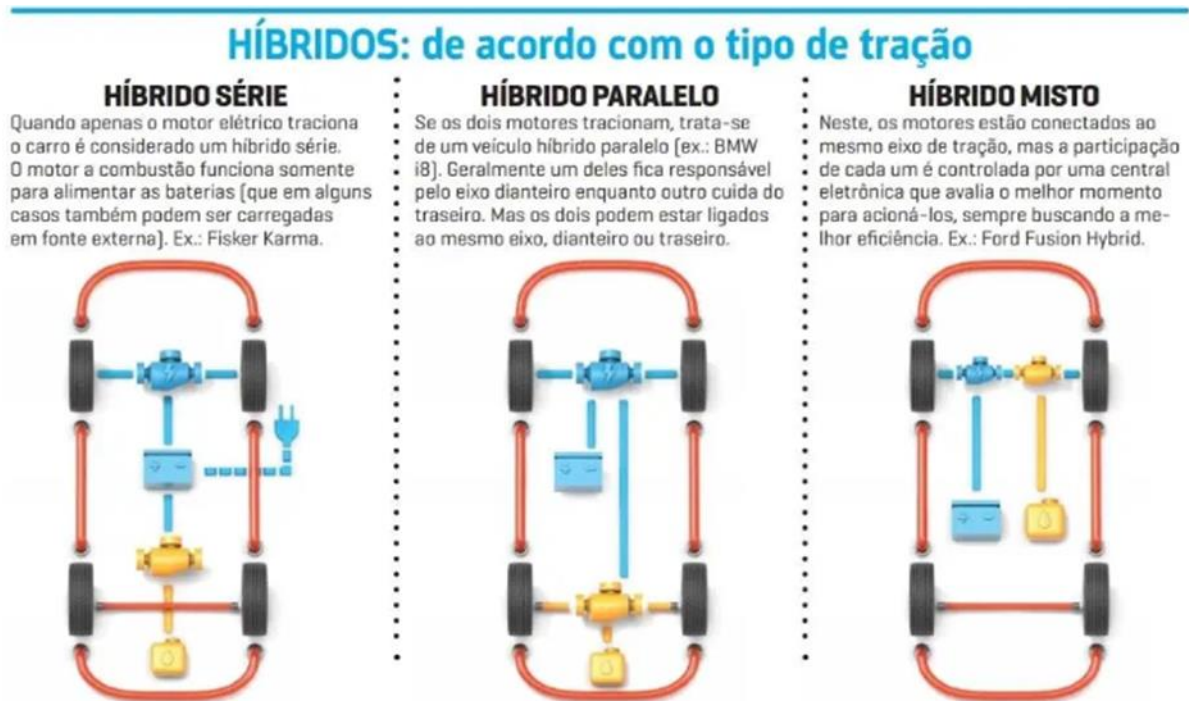 HÍBRIDOS: de acordo com o tipo de tração
HÍBRIDO SÉRIE
Quando apenas o motor elétrico traciona
o carro é considerado um híbrido série.
O motor a combustão funciona somente
para alimentar as baterias (que em alguns
casos também podem ser carregadas
em fonte externa). Ex.: Fisker Karma.
HÍBRIDO PARALELO
Se os dois motores tracionam, trata-se
de um veículo híbrido paralelo (ex.: BMW
i8). Geralmente um deles fica responsável
pelo eixo dianteiro enquanto outro cuida do
traseiro. Mas os dois podem estar ligados
ao mesmo eixo, dianteiro ou traseiro.
HÍBRIDO MISTO
Neste, os motores estão conectados ao
mesmo eixo de tração, mas a participação
de cada um é controlada por uma central
eletrônica que avalia o melhor momento
para acioná-los, sempre buscando a me-
lhor eficiência. Ex.: Ford Fusion Hybrid.